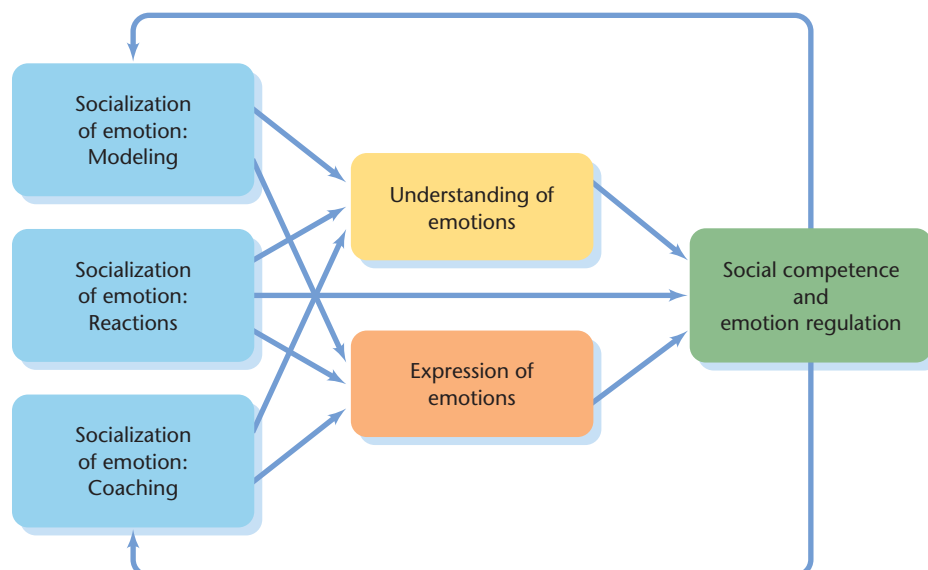 Socialization
of emotion:
Modeling
Understanding of
emotions
Socialization
of emotion:
Reactions
Social competence
and
emotion regulation
Expression of
emotions
Socialization
of emotion:
Coaching